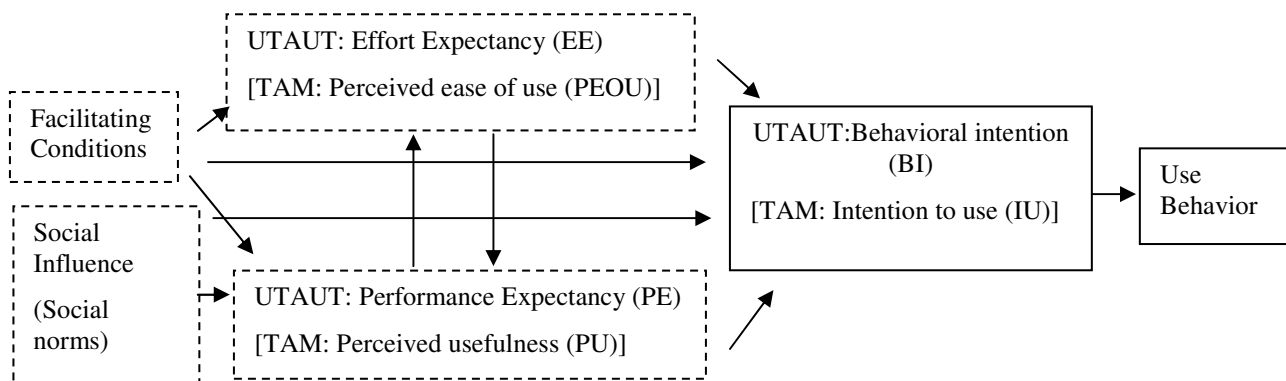 UTAUT: Effort Expectancy (EE)
[TAM: Perceived ease of use (PEOU)]
Facilitating
Conditions
UTAUT:Behavioral intention
(BI)
[TAM: Intention to use (IU)]
Use
Behavior
Social
Influence
(Social
norms)
UTAUT: Performance Expectancy (PE)
[TAM: Perceived usefulness (PU)]